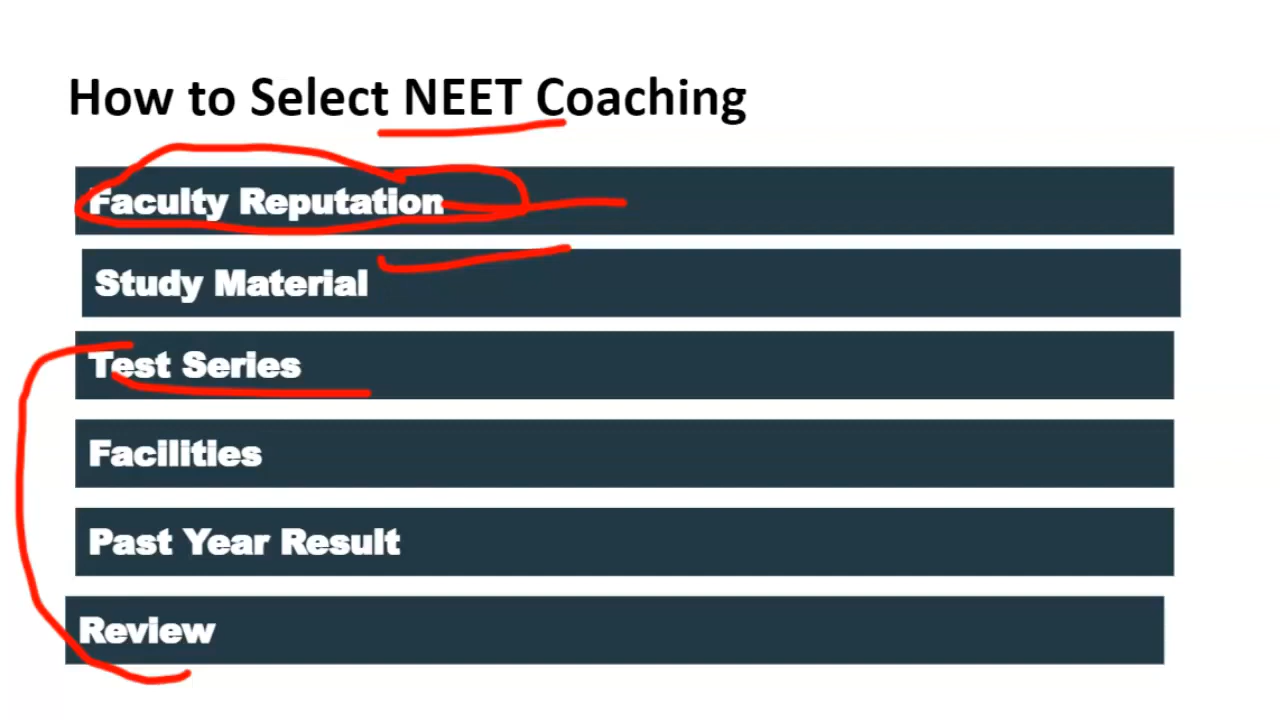 How to Select NEET Coaching
Faculty Reputation
Study Material
Test Series
Facilities
Past Year Result
Review